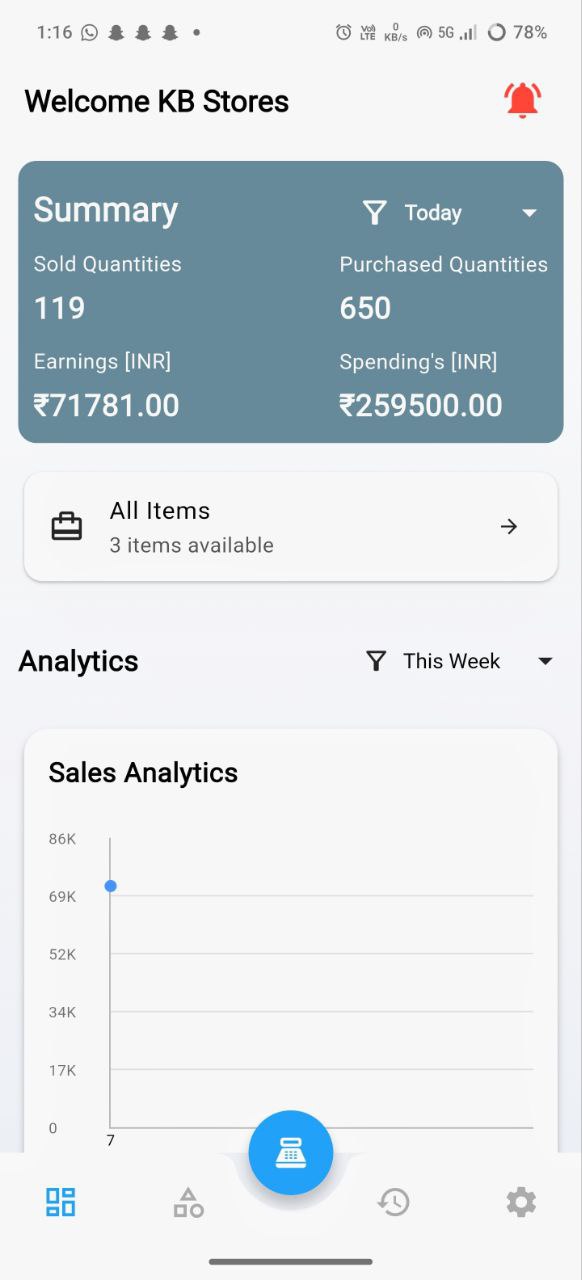 1:16 Voo LTE 0 KB/s 5G 78%
Welcome KB Stores
Summary Today
Sold Quantities Purchased Quantities
119 650
Earnings [INR] Spending's [INR]
₹71781.00 ₹259500.00
All Items
3 items available
Analytics This Week
Sales Analytics
86K
69K
52K
34K
17K
0
7